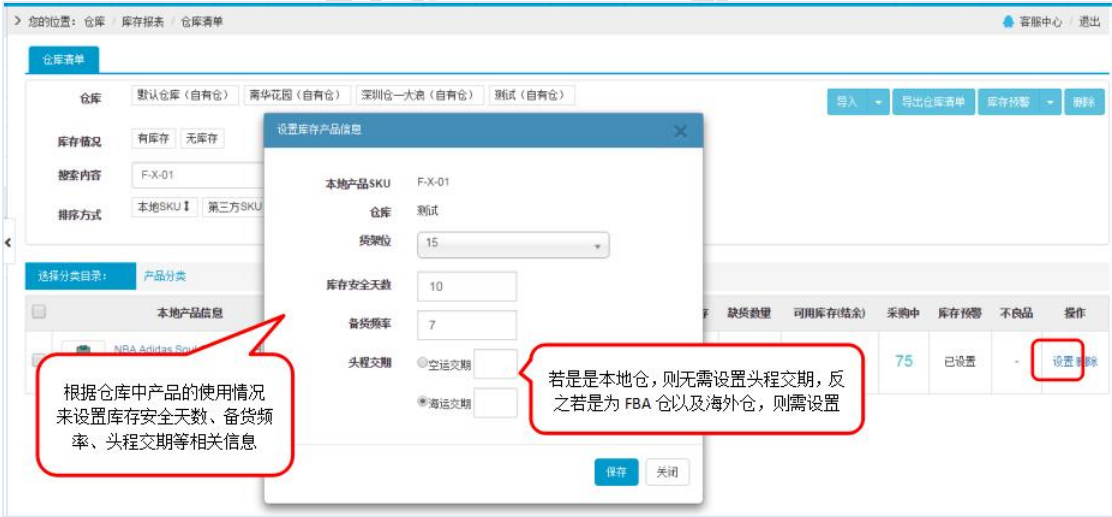 您的位置: 仓库 / 库存报表 / 仓库清单
客服中心 / 退出
仓库清单
仓库 默认仓库（自有仓） 南华花园（自有仓） 深圳仓—大浪（自有仓） 测试（自有仓）
导入 导出仓库清单 库存预警 删除
库存情况 有库存 无库存
搜索内容 F-X-01
排序方式 本地SKU 第三方SKU
设置库存产品信息
本地产品SKU F-X-01
仓库 测试
货架位 15
库存安全天数 10
备货频率 7
头程交期 空运交期
海运交期
保存 关闭
选择分类目录： 产品分类
本地产品信息 缺货数量 可用库存(结余) 采购中 库存预警 不良品 操作
NBA Adidas
75 已设置 - 设置 删除
根据仓库中产品的使用情况
来设置库存安全天数、备货频
率、头程交期等相关信息
若是是本地仓，则无需设置头程交期，反
之若是为 FBA 仓以及海外仓，则需设置